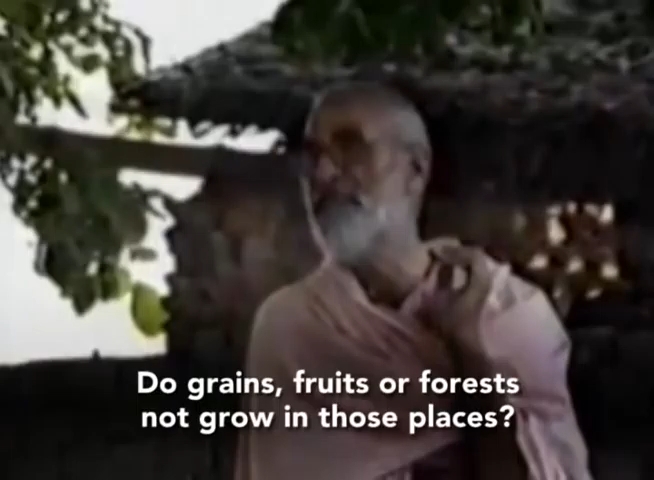 Do grains, fruits or forests
not grow in those places?